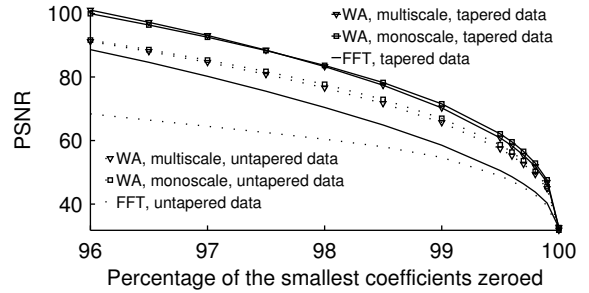 100
80
60
40
PSNR
WA, multiscale, tapered data
WA, monoscale, tapered data
FFT, tapered data
WA, multiscale, untapered data
WA, monoscale, untapered data
FFT, untapered data
96 97 98 99 100
Percentage of the smallest coefficients zeroed